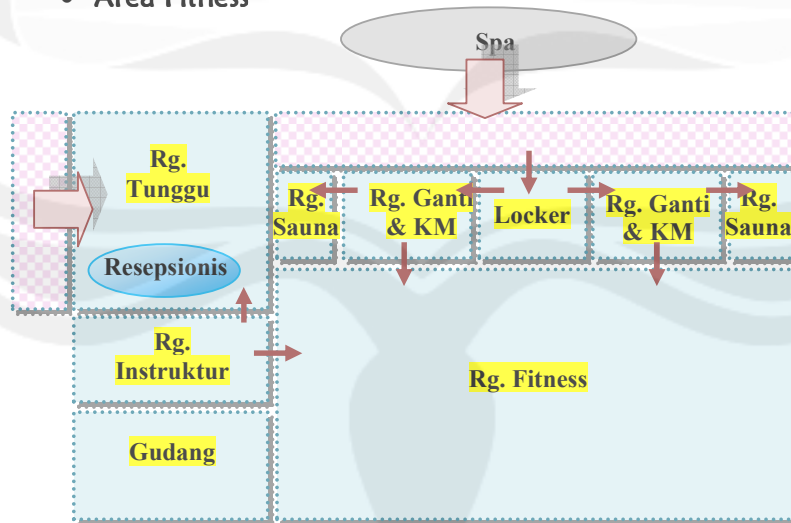 • Area Fitness
Spa
Rg.
Tunggu
Resepsionis
Rg.
Sauna
Rg. Ganti
& KM
Locker
Rg. Ganti
& KM
Rg.
Sauna
Rg.
Instruktur
Rg. Fitness
Gudang